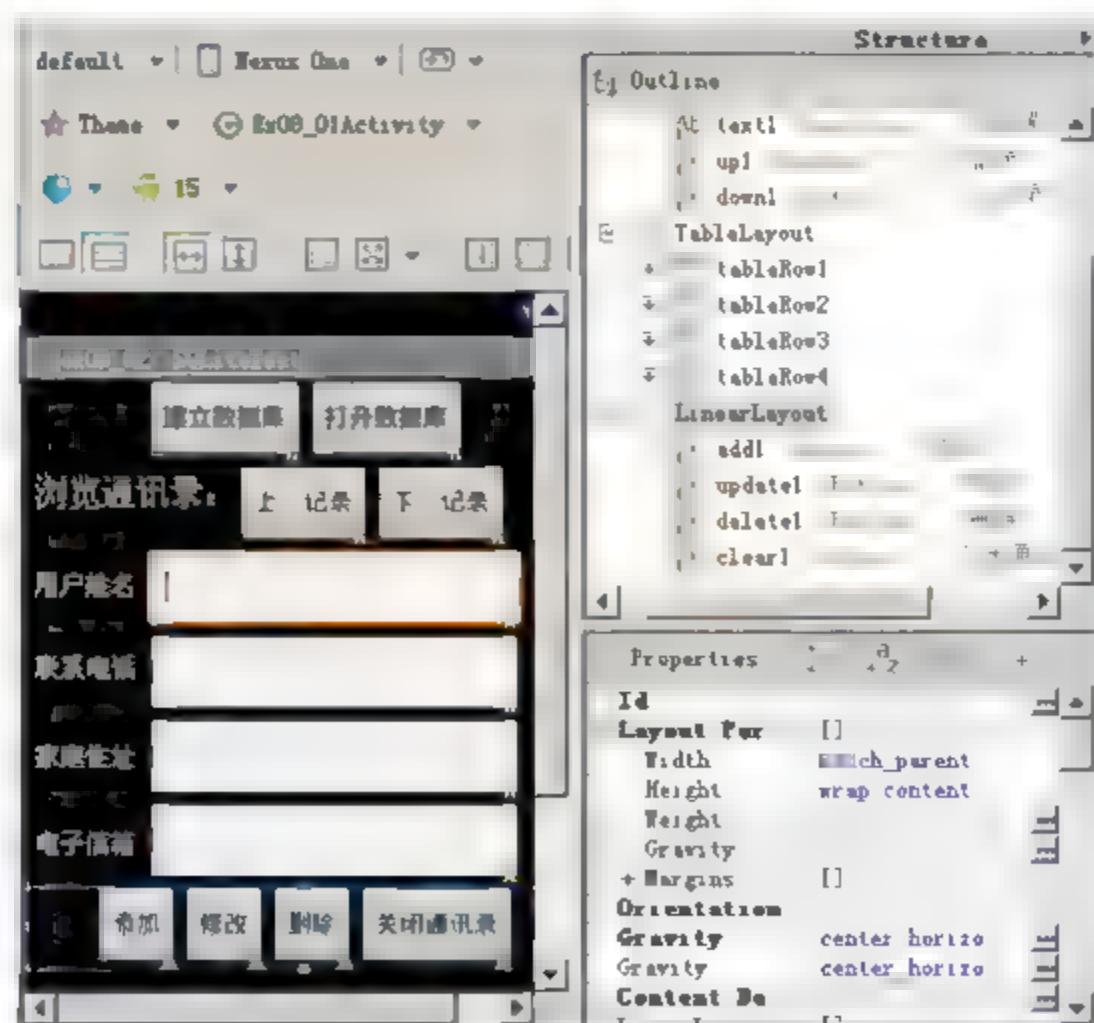 default
Nexus One
Theme
Ex08_01Activity
15
建立数据库 打开数据库
浏览通讯录：
上 记录 下 记录
用户姓名
联系电话
家庭住址
电子信箱
添加 修改 删除 关闭通讯录
Structure
Outline
text1
up1
down1
TableLayout
tableRow1
tableRow2
tableRow3
tableRow4
LinearLayout
add1
update1
delete1
clear1
Properties
Id
Layout Par []
Width
Height wrap content
Weight
Gravity
+ Margins []
Orientation
Gravity center horizo
Gravity center horizo
Content De